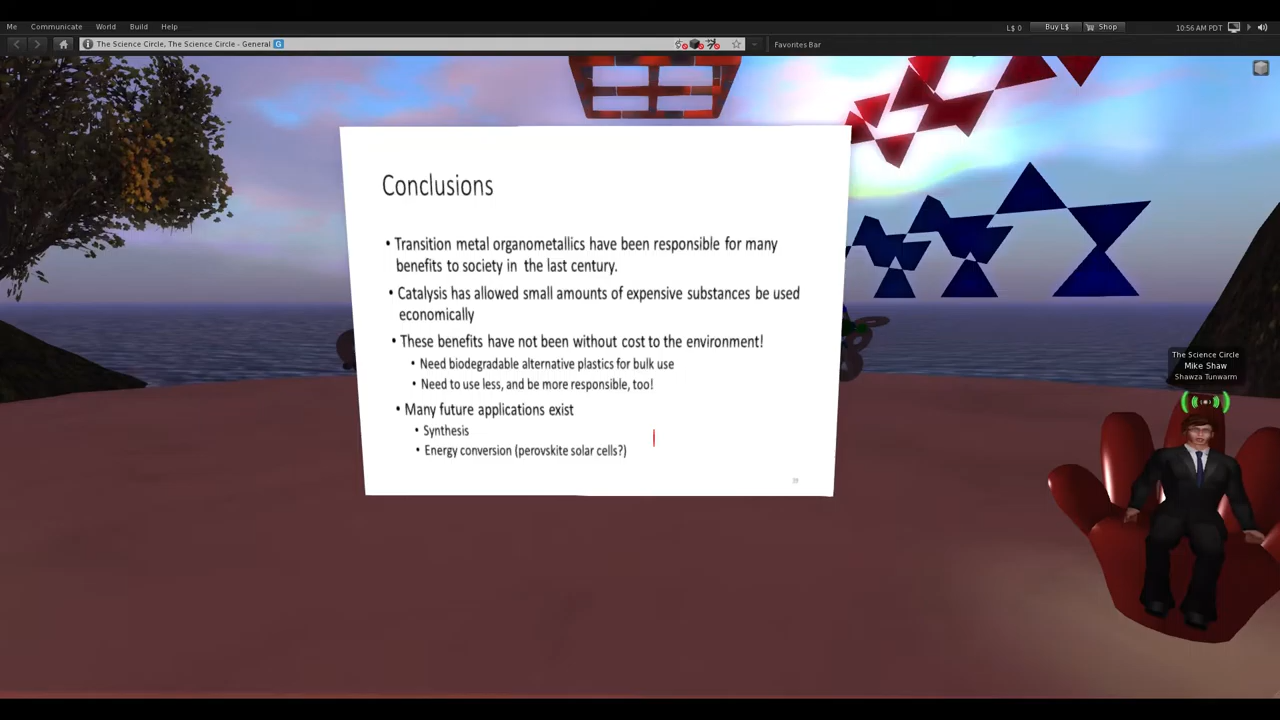 Me Communicate World Build Help
L$ 0 Buy L$ Shop 10:56 AM PDT
The Science Circle, The Science Circle - General G
Favorites Bar
Conclusions
• Transition metal organometallics have been responsible for many
benefits to society in the last century.
• Catalysis has allowed small amounts of expensive substances be used
economically
• These benefits have not been without cost to the environment!
• Need biodegradable alternative plastics for bulk use
• Need to use less, and be more responsible, too!
• Many future applications exist
• Synthesis
• Energy conversion (perovskite solar cells?)
The Science Circle
Mike Shaw
Shawza Tunwarm